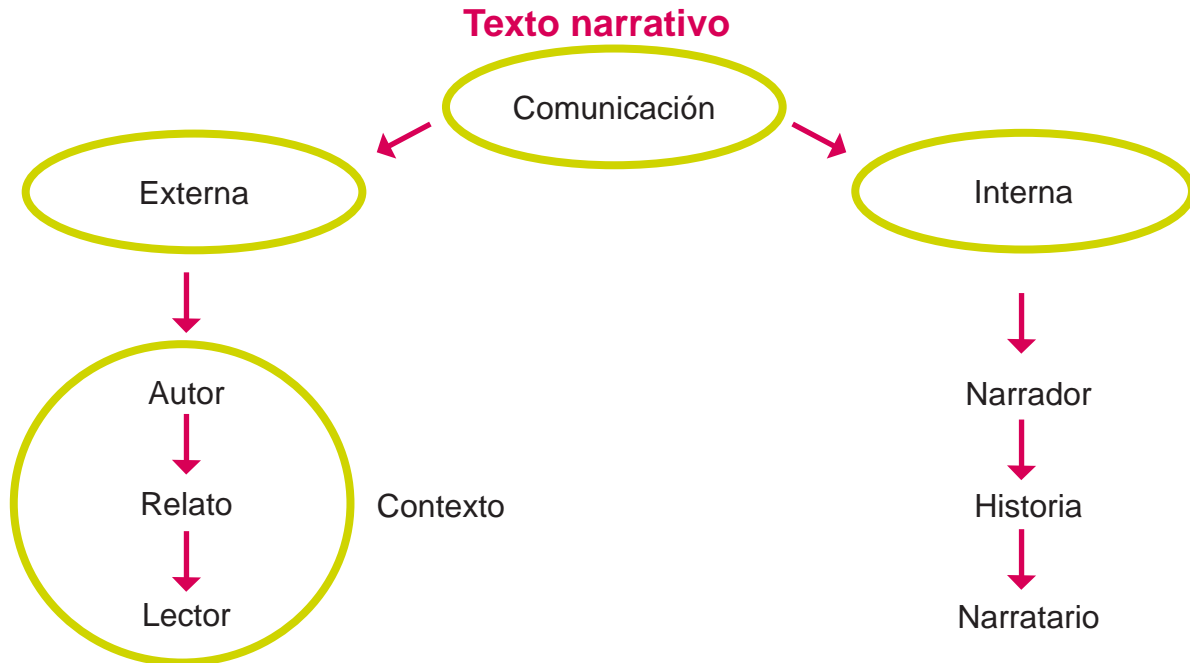 Texto narrativo
Comunicación
Externa
Interna
Autor
Narrador
Relato
Contexto
Historia
Lector
Narratario